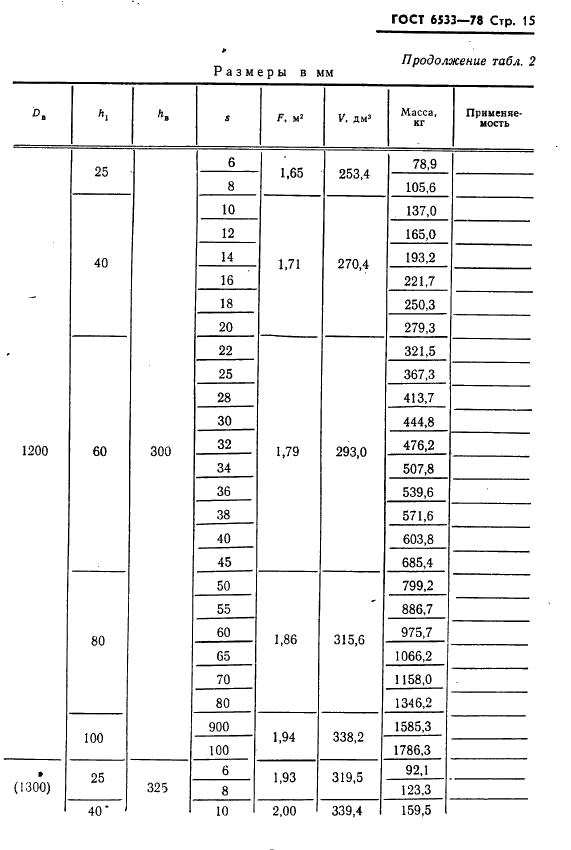 ГОСТ 6533—78 Стр. 15
Продолжение табл. 2
Размеры в мм
Dв h1 hв s F, м² V, дм³ Масса, кг Применяе-мость
1200 25 300 6 1,65 253,4 78,9
8 105,6
40 10 1,71 270,4 137,0
12 165,0
14 193,2
16 221,7
18 250,3
20 279,3
60 22 1,79 293,0 321,5
25 367,3
28 413,7
30 444,8
32 476,2
34 507,8
36 539,6
38 571,6
40 603,8
45 685,4
80 50 1,86 315,6 799,2
55 886,7
60 975,7
65 1066,2
70 1158,0
80 1346,2
100 900 1,94 338,2 1585,3
100 1786,3
(1300) 25 325 6 1,93 319,5 92,1
8 123,3
40 10 2,00 339,4 159,5